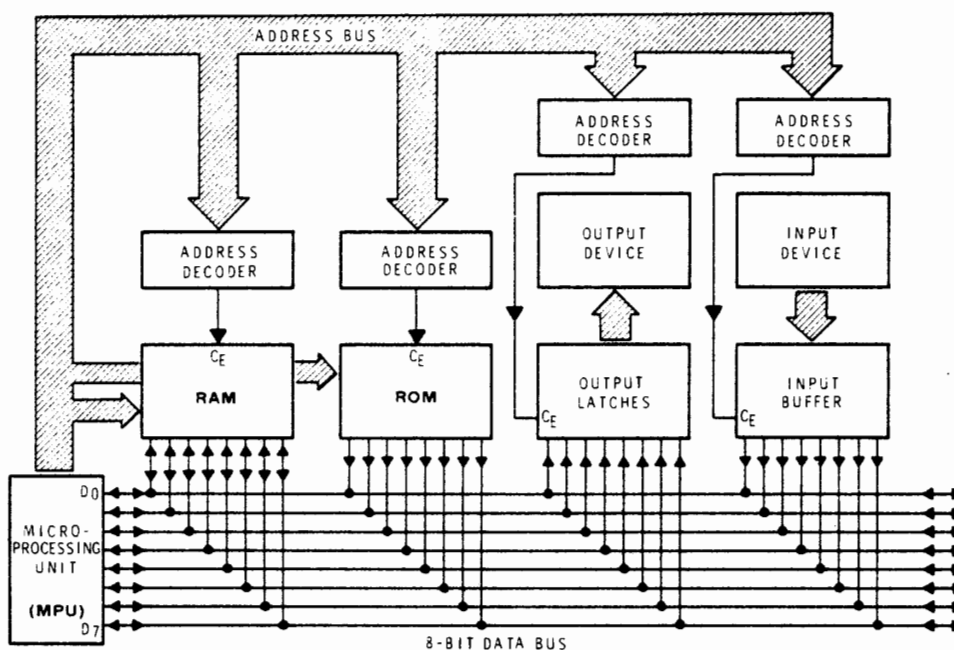 ADDRESS BUS
ADDRESS
DECODER
ADDRESS
DECODER
OUTPUT
DEVICE
INPUT
DEVICE
ADDRESS
DECODER
ADDRESS
DECODER
CE
RAM
CE
ROM
CE
OUTPUT
LATCHES
CE
INPUT
BUFFER
D0
MICRO-
PROCESSING
UNIT
(MPU)
D7
8-BIT DATA BUS